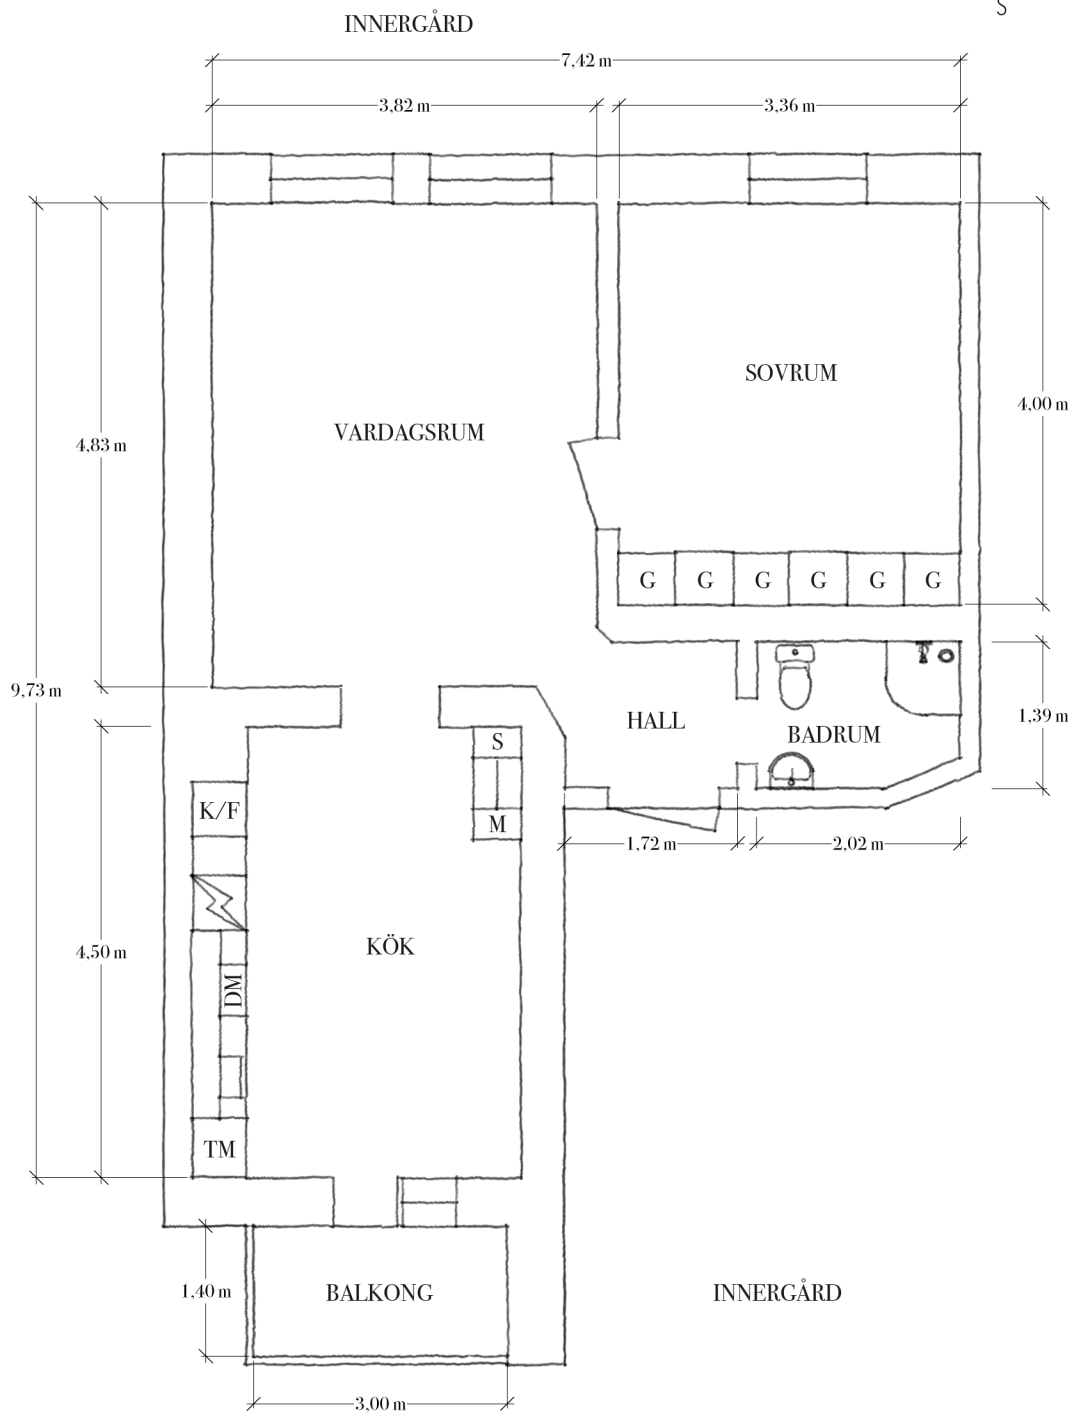 S
INNERGÅRD
7,42 m
3,82 m
3,36 m
SOVRUM
4,00 m
VARDAGSRUM
4,83 m
G G G G G G
9,73 m
HALL
1,39 m
BADRUM
S
K/F
M
1,72 m
2,02 m
KÖK
4,50 m
DM
TM
1,40 m
BALKONG
INNERGÅRD
3,00 m